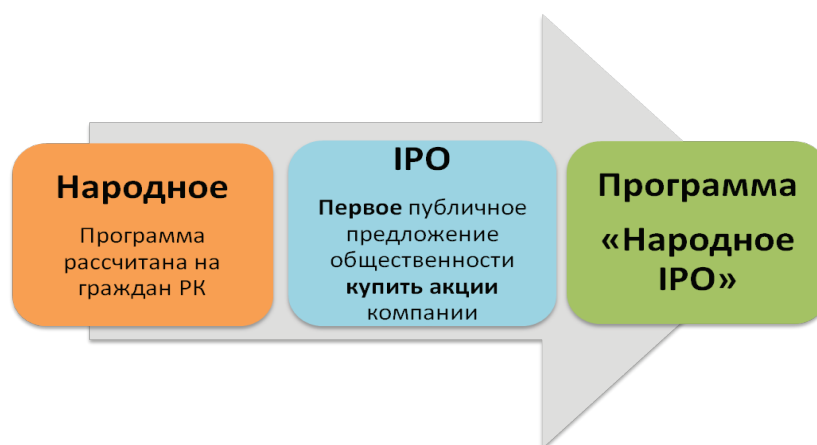 Народное
Программа
рассчитана на
граждан РК
IPO
Первое публичное
предложение
общественности
купить акции
компании
Программа
«Народное
IPO»